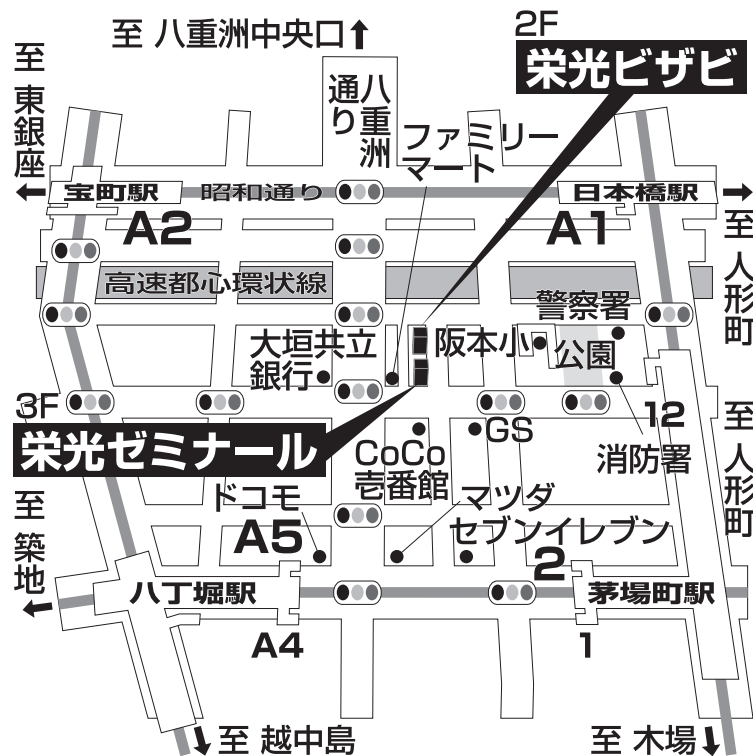 至 八重洲中央口
2F
栄光ビザビ
至 東銀座
八重洲
通り
ファミリー
マート
宝町駅
昭和通り
日本橋駅
A2
A1
至 人形町
高速都心環状線
警察署
大垣共立
銀行
阪本小
公園
3F
栄光ゼミナール
12
至 人形町
GS
消防署
CoCo
壱番館
至 築地
ドコモ
マツダ
A5
セブンイレブン
2
八丁堀駅
茅場町駅
A4
1
至 越中島
至 木場